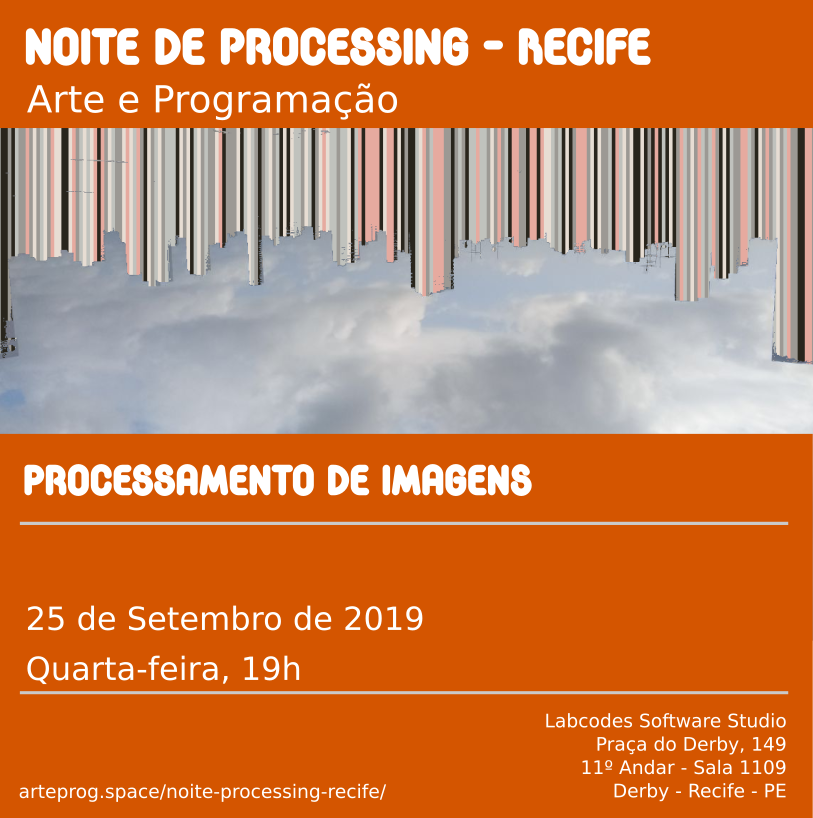 NOITE DE PROCESSING - RECIFE
Arte e Programação
PROCESSAMENTO DE IMAGENS
25 de Setembro de 2019
Quarta-feira, 19h
Labcodes Software Studio
Praça do Derby, 149
11º Andar - Sala 1109
Derby - Recife - PE
arteprog.space/noite-processing-recife/